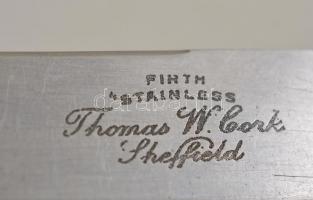 FIRTH
"STAINLESS
Thomas W. Cork
Sheffield